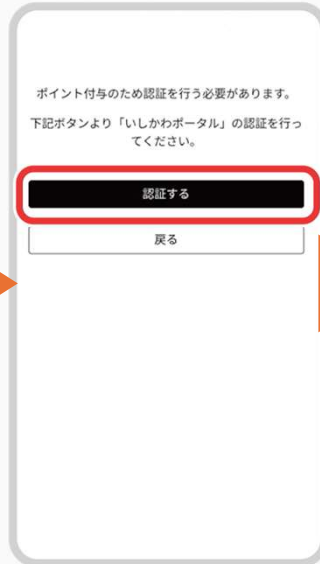 ポイント付与のため認証を行う必要があります。
下記ボタンより「いしかわポータル」の認証を行っ
てください。
認証する
戻る